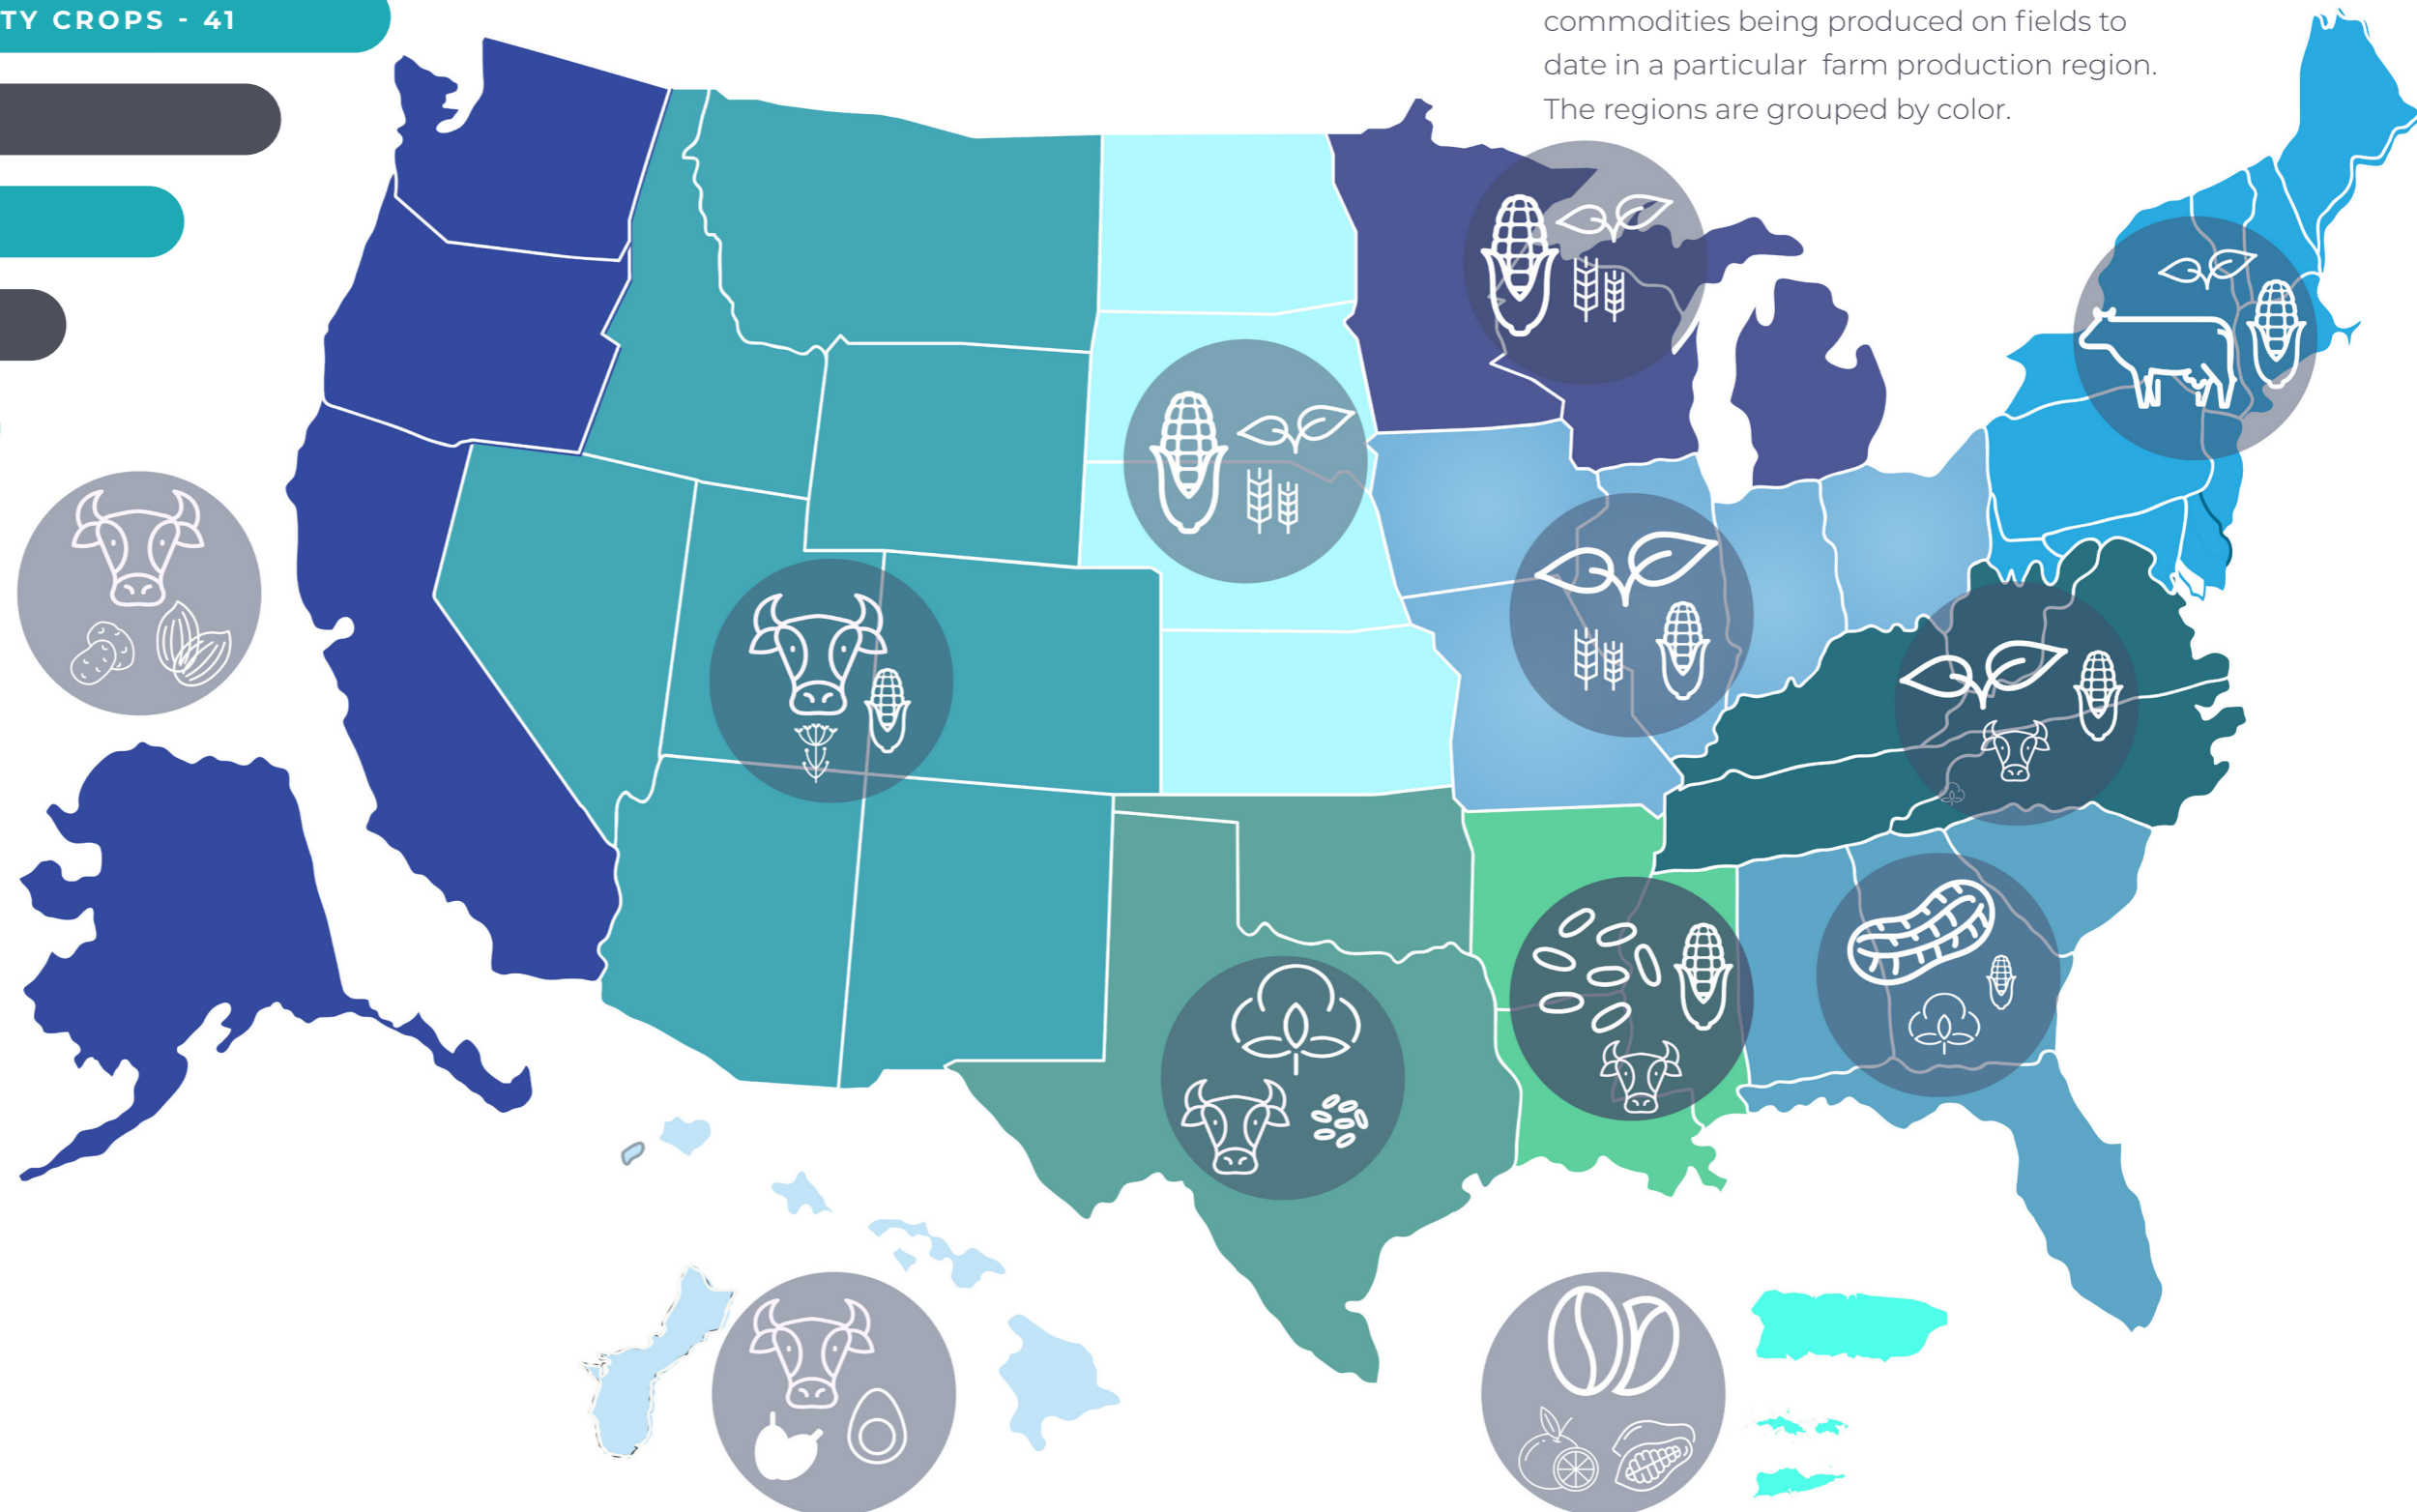 TY CROPS - 41
commodities being produced on fields to
date in a particular farm production region.
The regions are grouped by color.